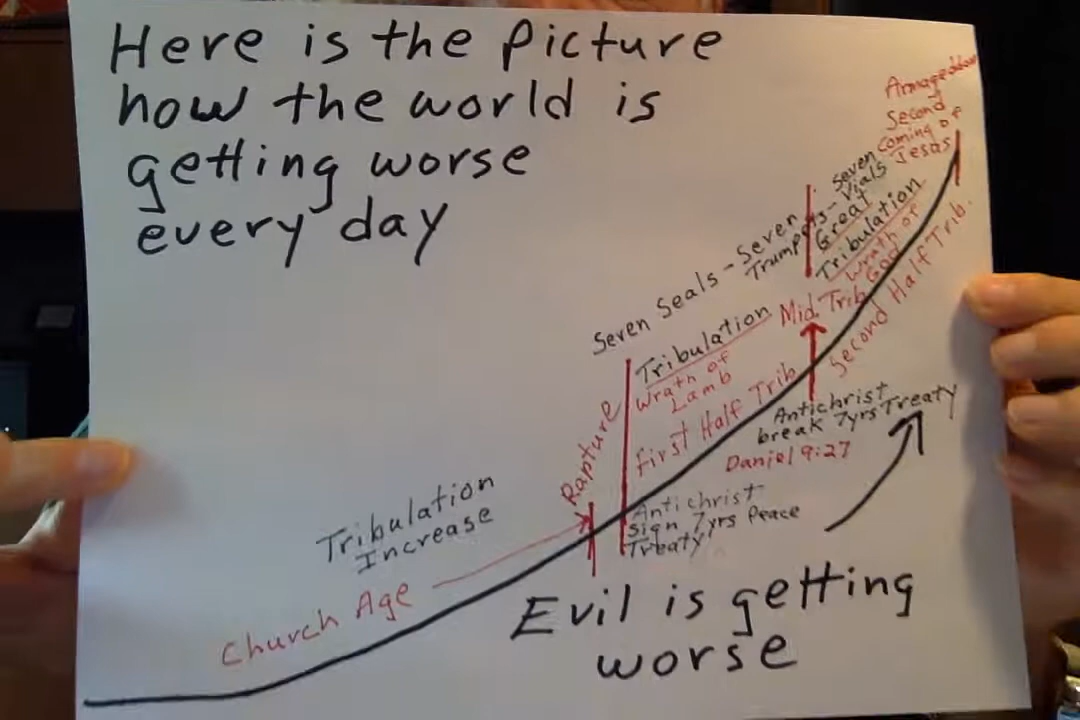 Here is the Picture
how the world is
getting worse
every day
Armageddon
Second
Coming of
Jesas
Seven Seals - Seven
Trumpets -
Seven
Vials
Great
Tribulation
Wrath of
God
Second Half Trib.
Mid Trib
Tribulation
Wrath of
Lamb
First Half Trib
Rapture
Antichrist
break 7yrs Treaty
Daniel 9:27
Antichrist
sign 7yrs Peace
Treaty
Tribulation
Increase
Church Age
Evil is getting
worse